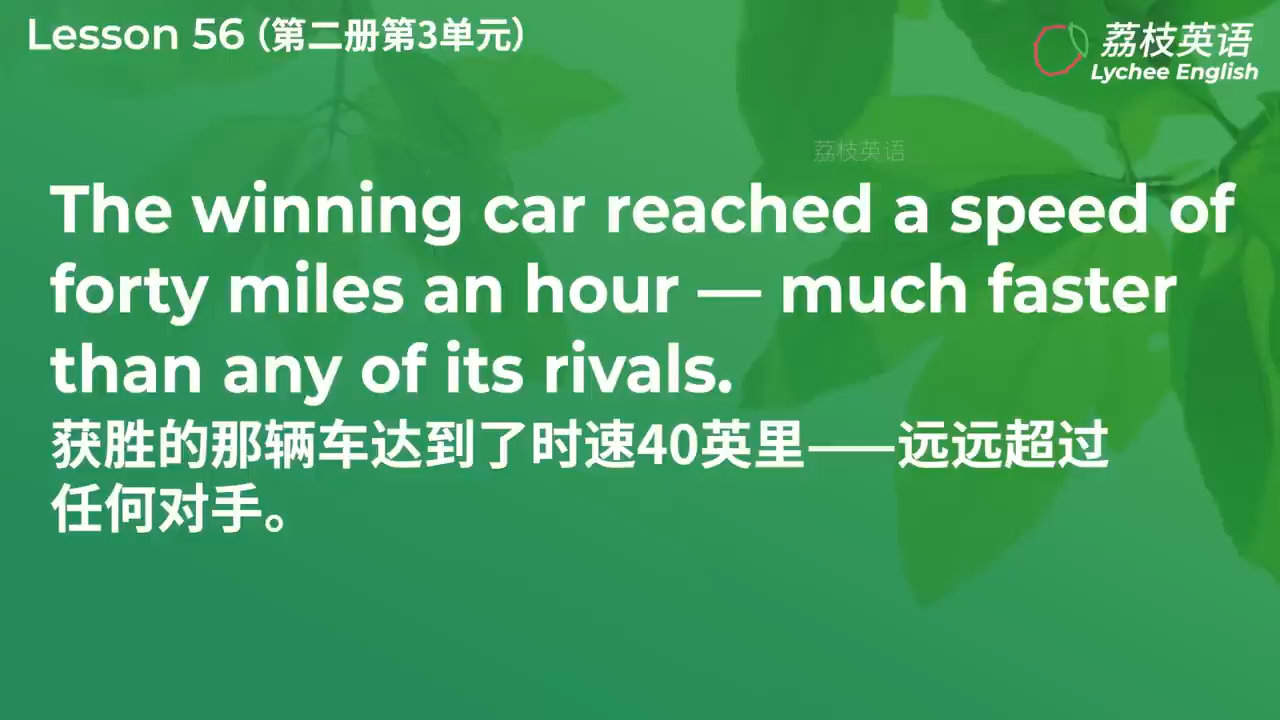 Lesson 56 (第二册第3单元)
荔枝英语
Lychee English
荔枝英语
The winning car reached a speed of
forty miles an hour — much faster
than any of its rivals.
获胜的那辆车达到了时速40英里——远远超过
任何对手。